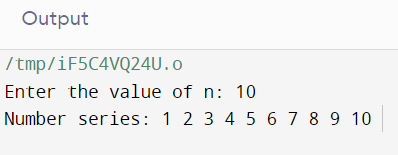 Output
/tmp/iF5C4VQ24U.o
Enter the value of n: 10
Number series: 1 2 3 4 5 6 7 8 9 10